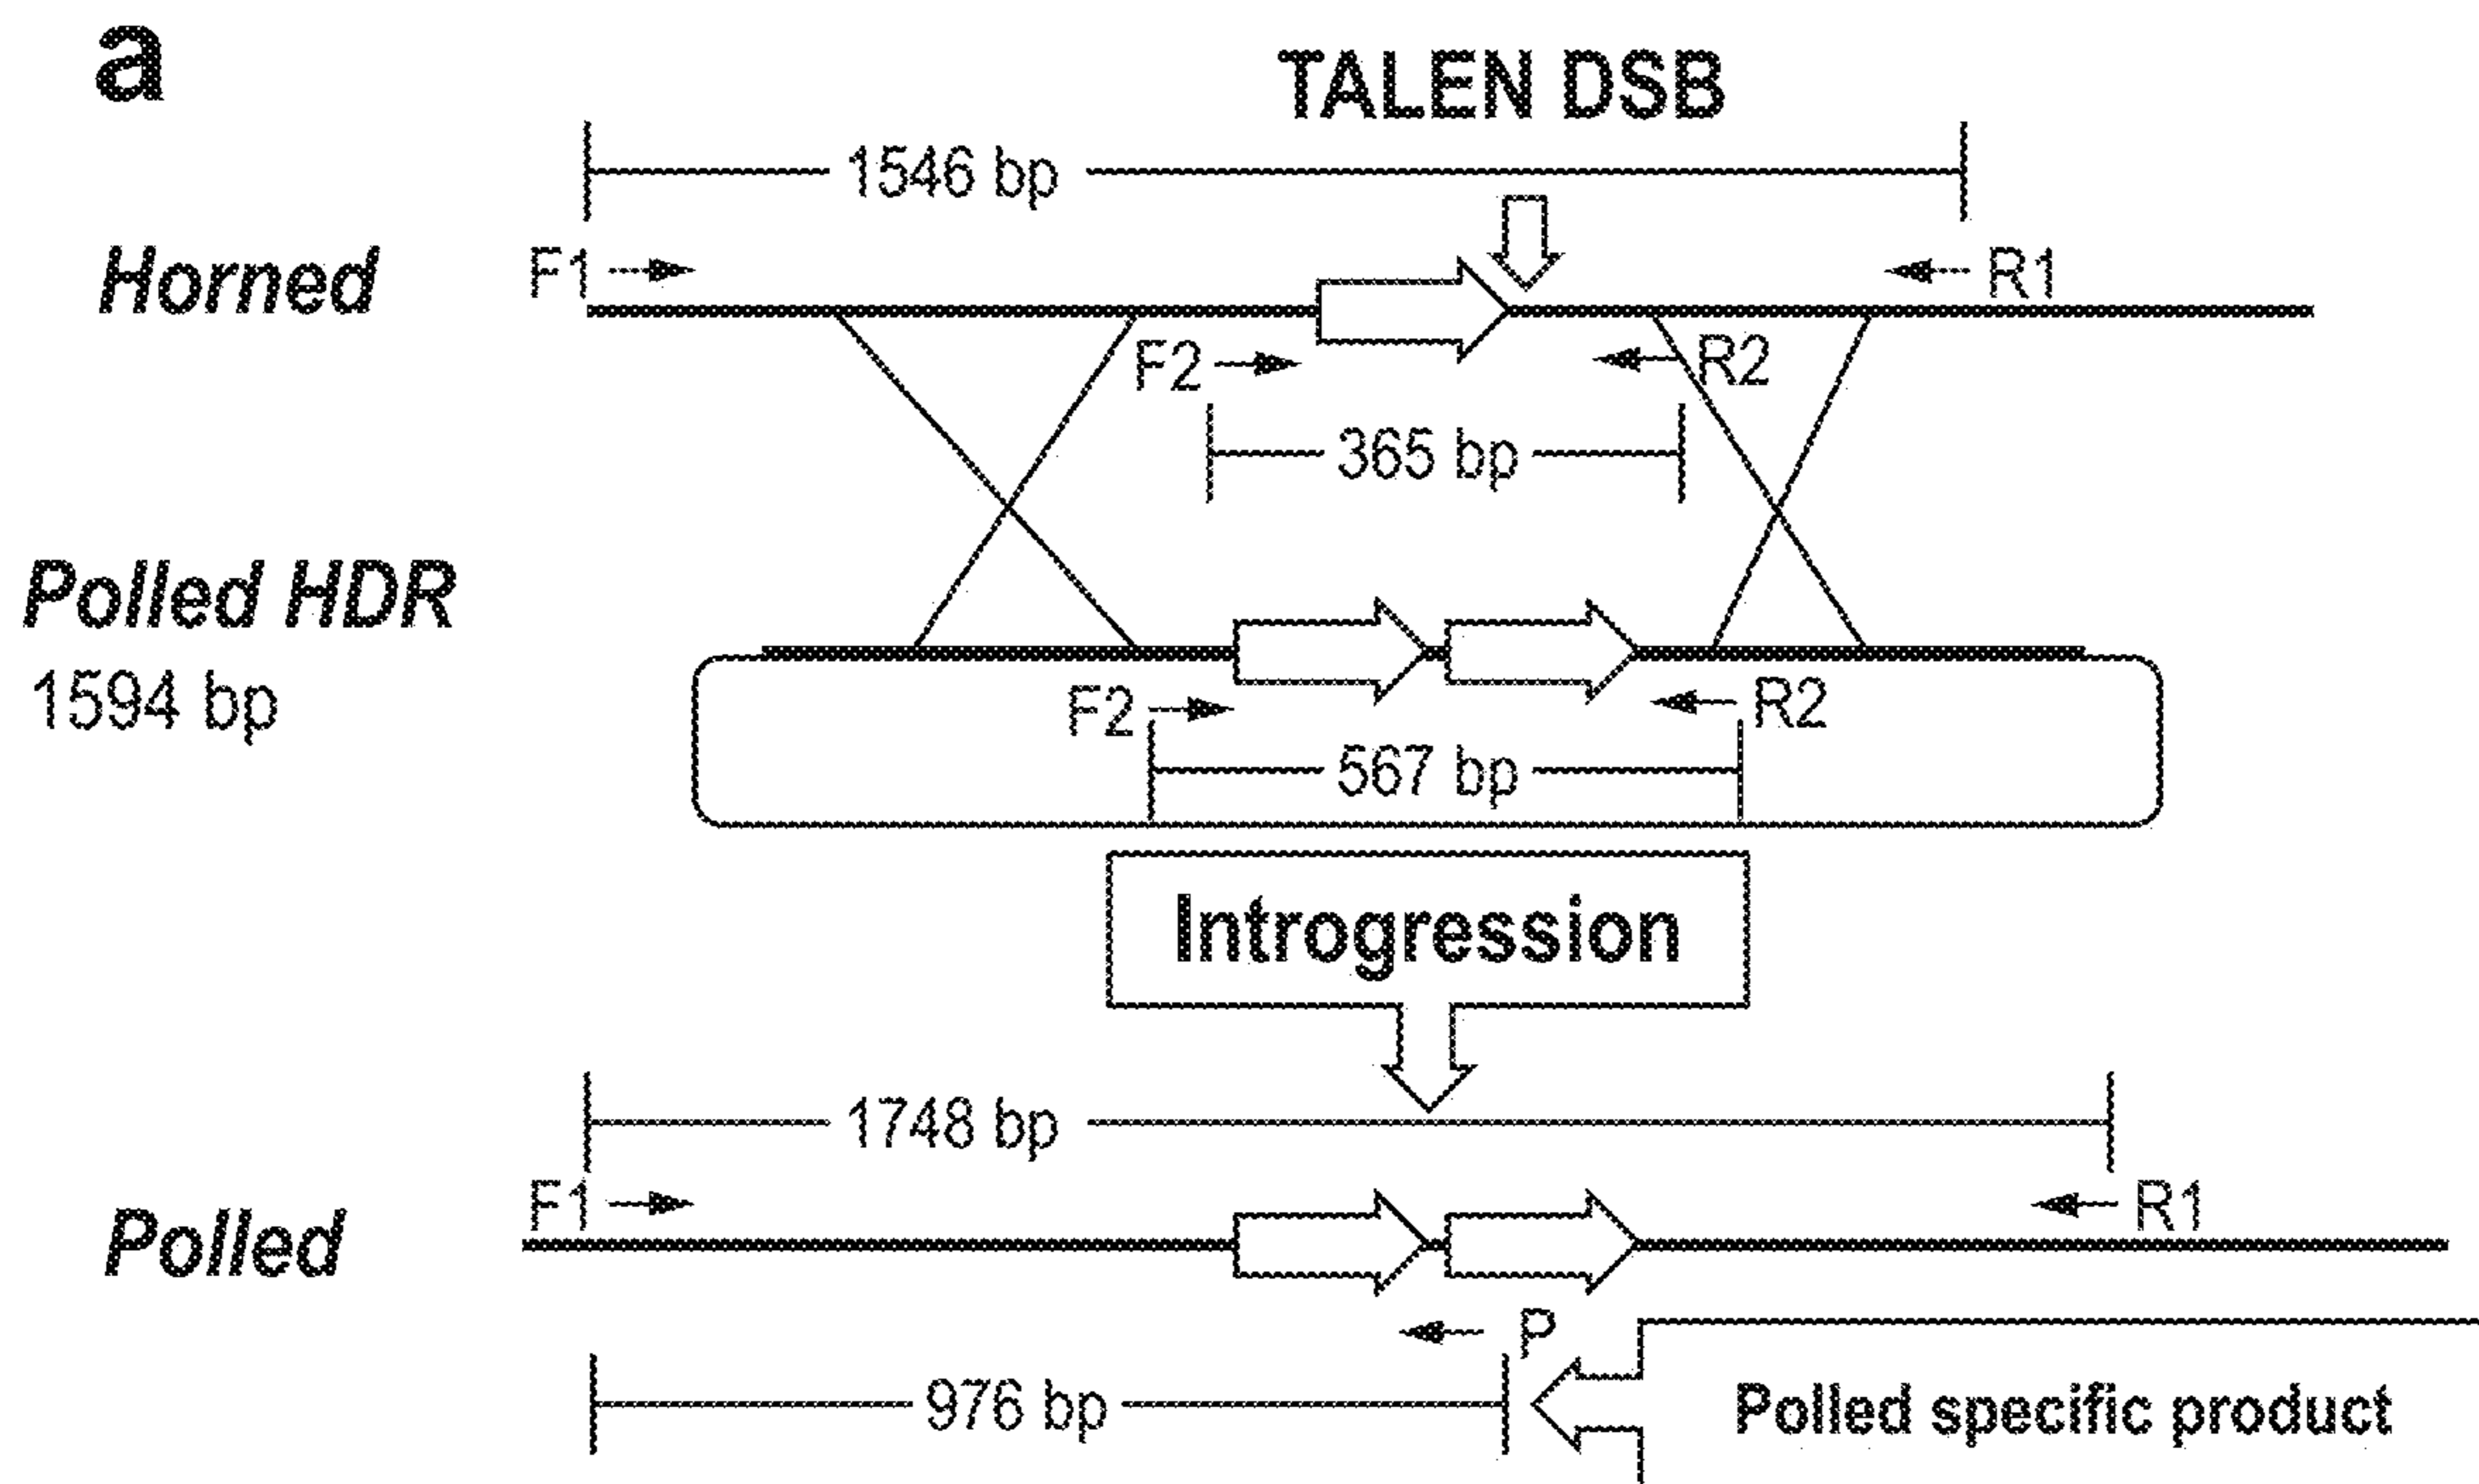 a
TALEN DSB
1546 bp
Horned
F1
R1
F2
R2
365 bp
Polled HDR
1594 bp
F2
R2
567 bp
Introgression
1748 bp
F1
R1
Polled
P
976 bp
Polled specific product